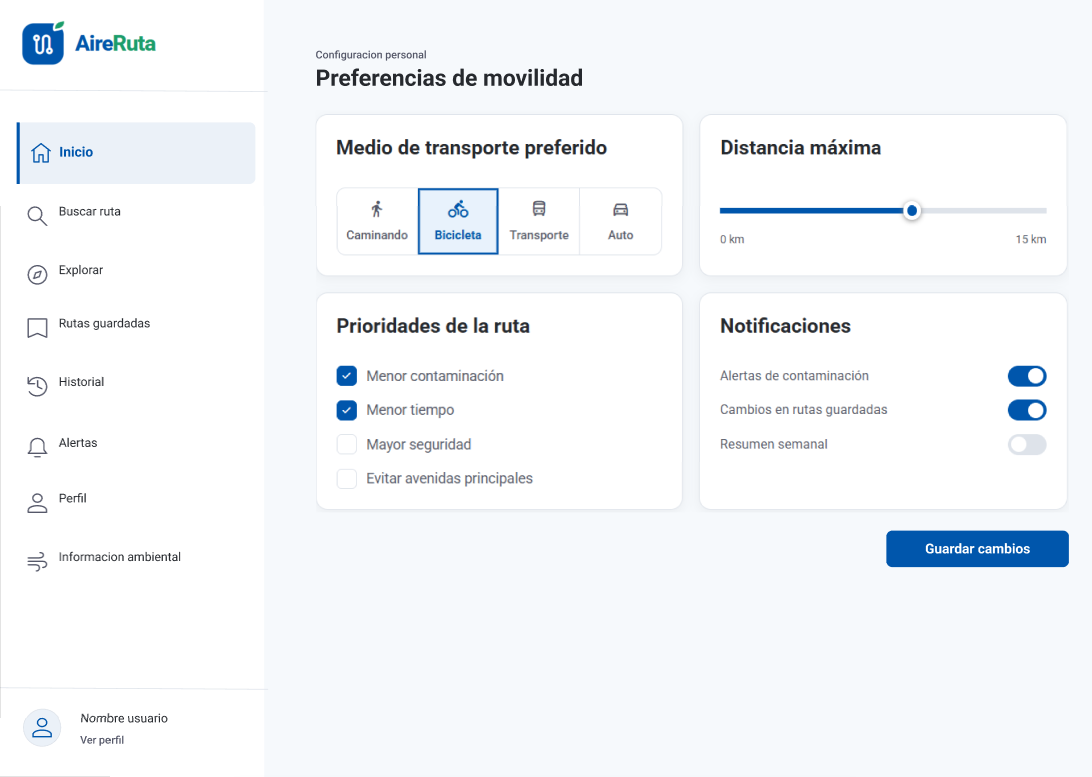 AireRuta
Inicio
Buscar ruta
Explorar
Rutas guardadas
Historial
Alertas
Perfil
Informacion ambiental
Nombre usuario
Ver perfil
Configuracion personal
Preferencias de movilidad
Medio de transporte preferido
Caminando Bicicleta Transporte Auto
Distancia máxima
0 km 15 km
Prioridades de la ruta
Menor contaminación
Menor tiempo
Mayor seguridad
Evitar avenidas principales
Notificaciones
Alertas de contaminación
Cambios en rutas guardadas
Resumen semanal
Guardar cambios